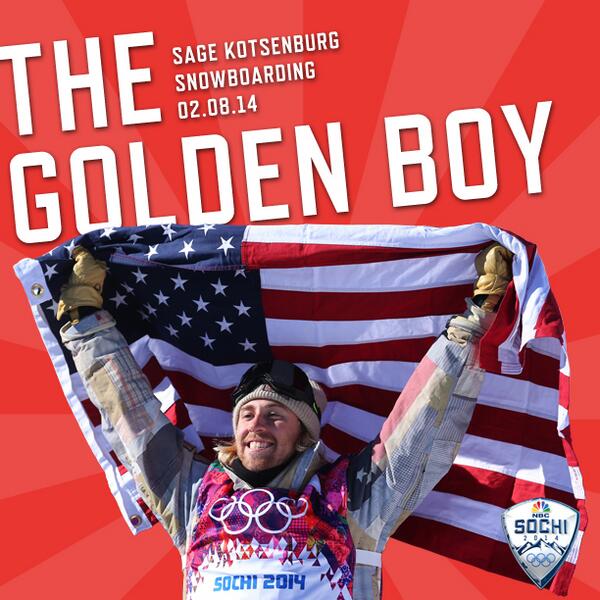 THE
SAGE KOTSENBURG
SNOWBOARDING
02.08.14
GOLDEN BOY
SOCHI 2014
NBC
SOCHI
2014